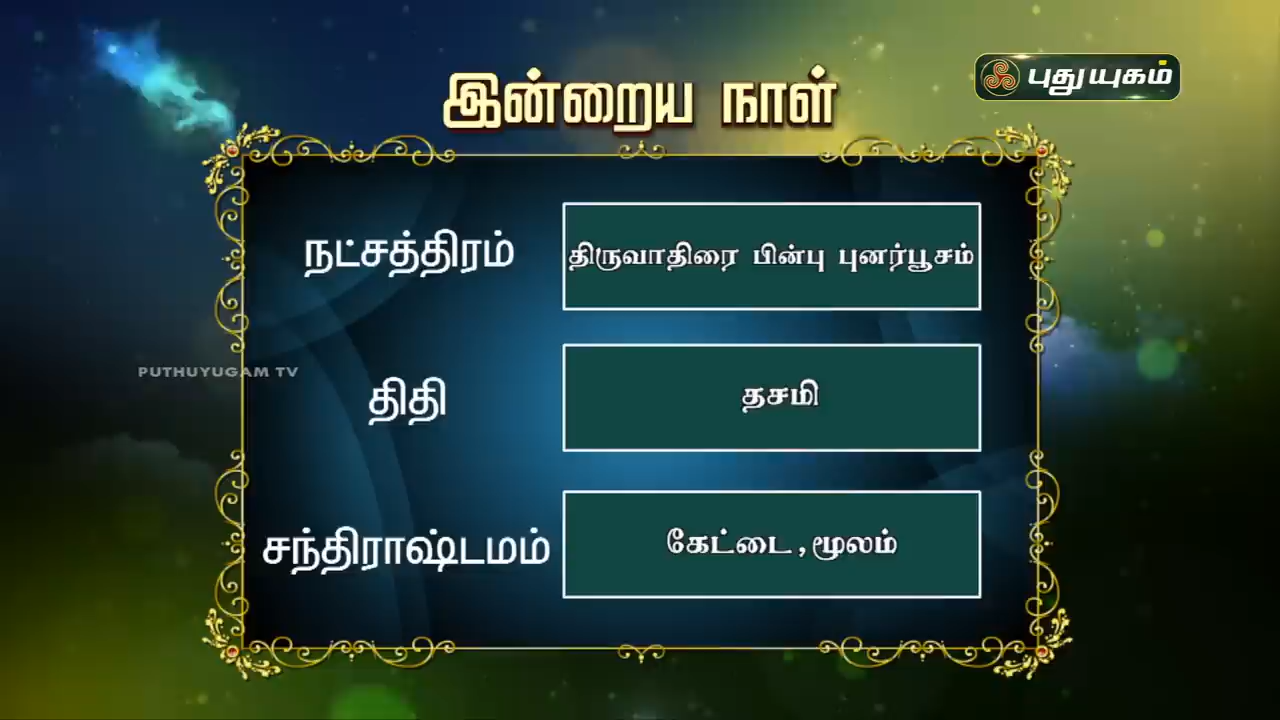 இன்றைய நாள்
புதுயுகம்
நட்சத்திரம்
திருவாதிரை பின்பு புனர்பூசம்
PUTHUYUGAM TV
திதி
தசமி
சந்திராஷ்டமம்
கேட்டை,மூலம்